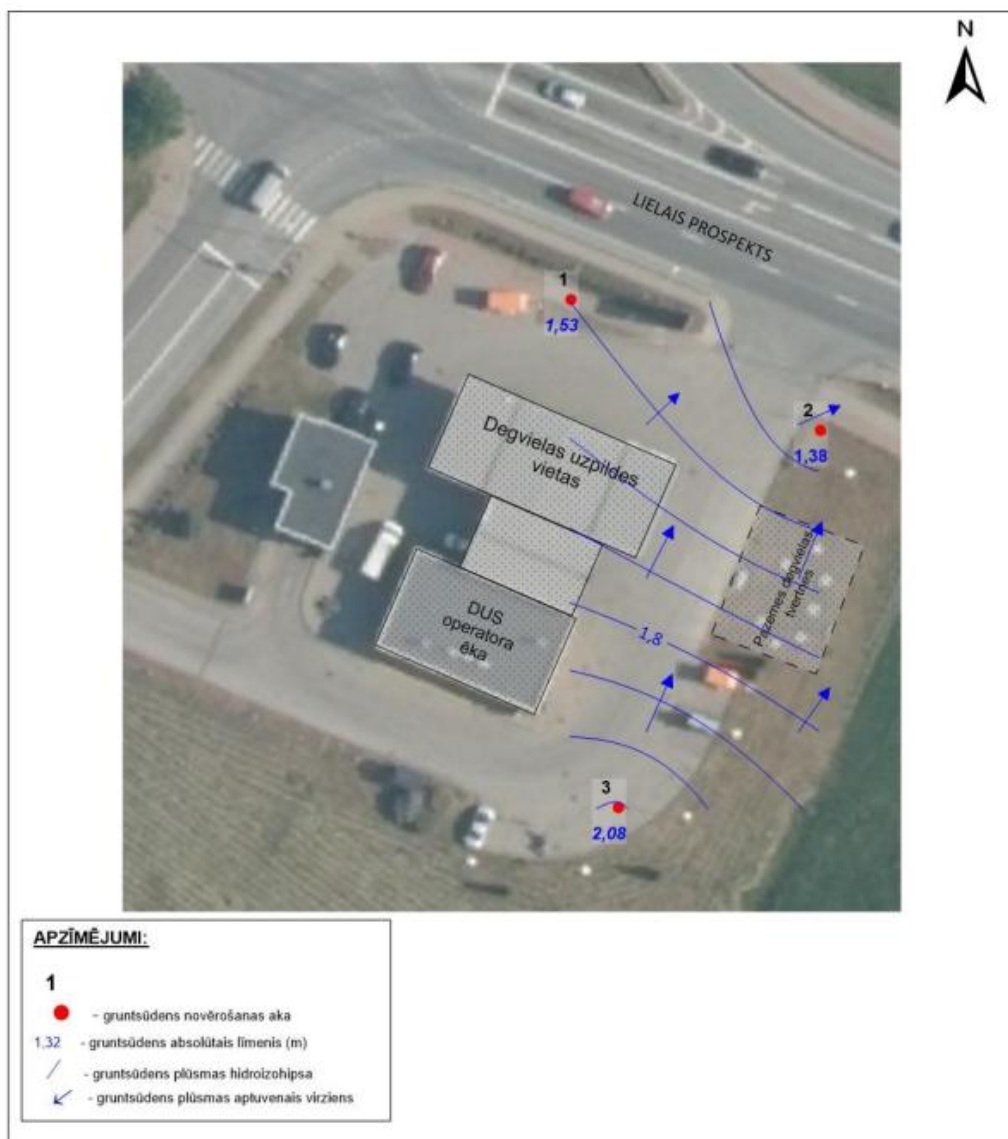 N
LIELAIS PROSPEKTS
1
1,53
2
1,38
Degvielas uzpildes
vietas
Pazemes degvielas
tvertnes
DUS
operatora
ēka
1,8
3
2,08
APZĪMĒJUMI:
1
- gruntsūdens novērošanas aka
1,32 - gruntsūdens absolūtais līmenis (m)
- gruntsūdens plūsmas hidroizohipsa
- gruntsūdens plūsmas aptuvenais virziens